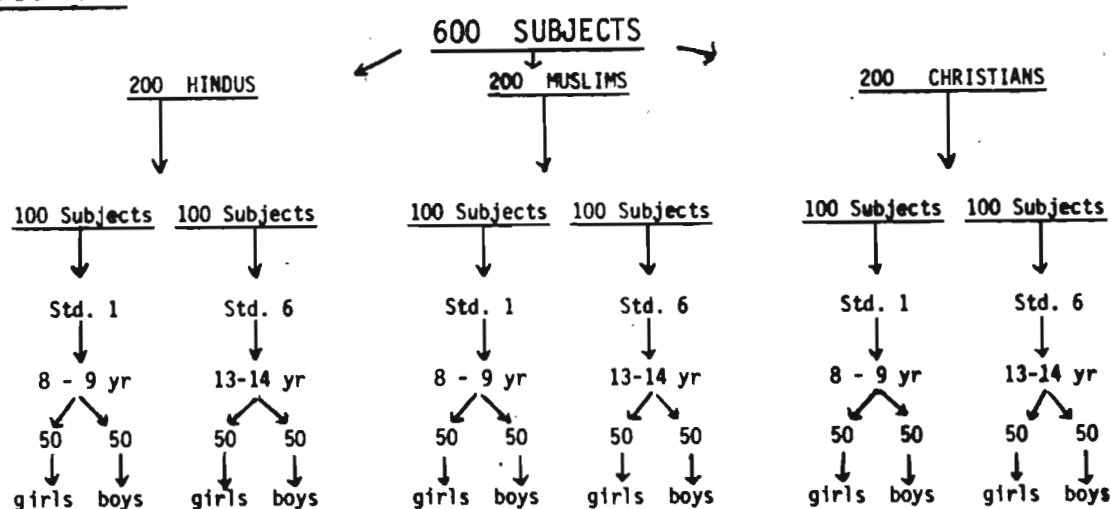 600 SUBJECTS
200 HINDUS 200 MUSLIMS 200 CHRISTIANS
100 Subjects 100 Subjects 100 Subjects 100 Subjects 100 Subjects 100 Subjects
Std. 1 Std. 6 Std. 1 Std. 6 Std. 1 Std. 6
8 - 9 yr 13-14 yr 8 - 9 yr 13-14 yr 8 - 9 yr 13-14 yr
50 50 50 50 50 50 50 50 50 50 50 50
girls boys girls boys girls boys girls boys girls boys girls boys